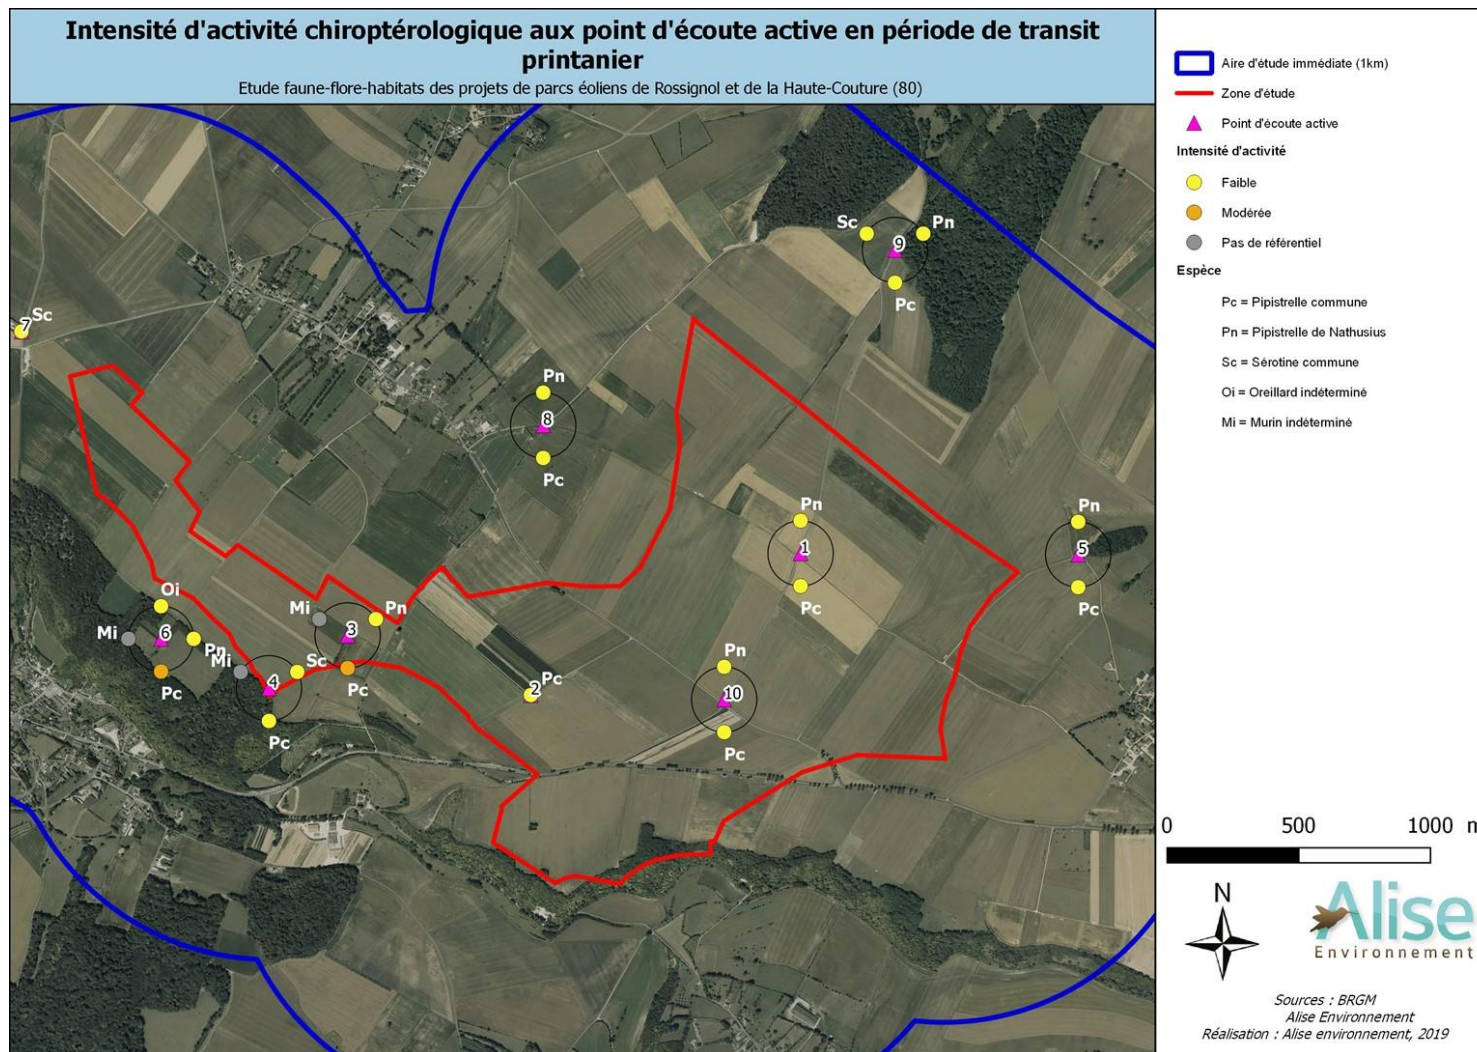 Intensité d'activité chiroptérologique aux point d'écoute active en période de transit
printanier
Etude faune-flore-habitats des projets de parcs éoliens de Rossignol et de la Haute-Couture (80)
Aire d'étude immédiate (1km)
Zone d'étude
Point d'écoute active
Intensité d'activité
Faible
Modérée
Pas de référentiel
Espèce
Pc = Pipistrelle commune
Pn = Pipistrelle de Nathusius
Sc = Sérotine commune
Oi = Oreillard indéterminé
Mi = Murin indéterminé
Sc Pn
9
Pc
7 Sc
Pn
8
Pc
Pn
1
Pc
Pn
5
Pc
Oi
Mi 6 Pn
Pc
Mi Pn
3
Pc
Mi Sc
4
Pc
2 Pc
Pn
10
Pc
0 500 1000 m
N
Alise
Environnement
Sources : BRGM
Alise Environnement
Réalisation : Alise environnement, 2019